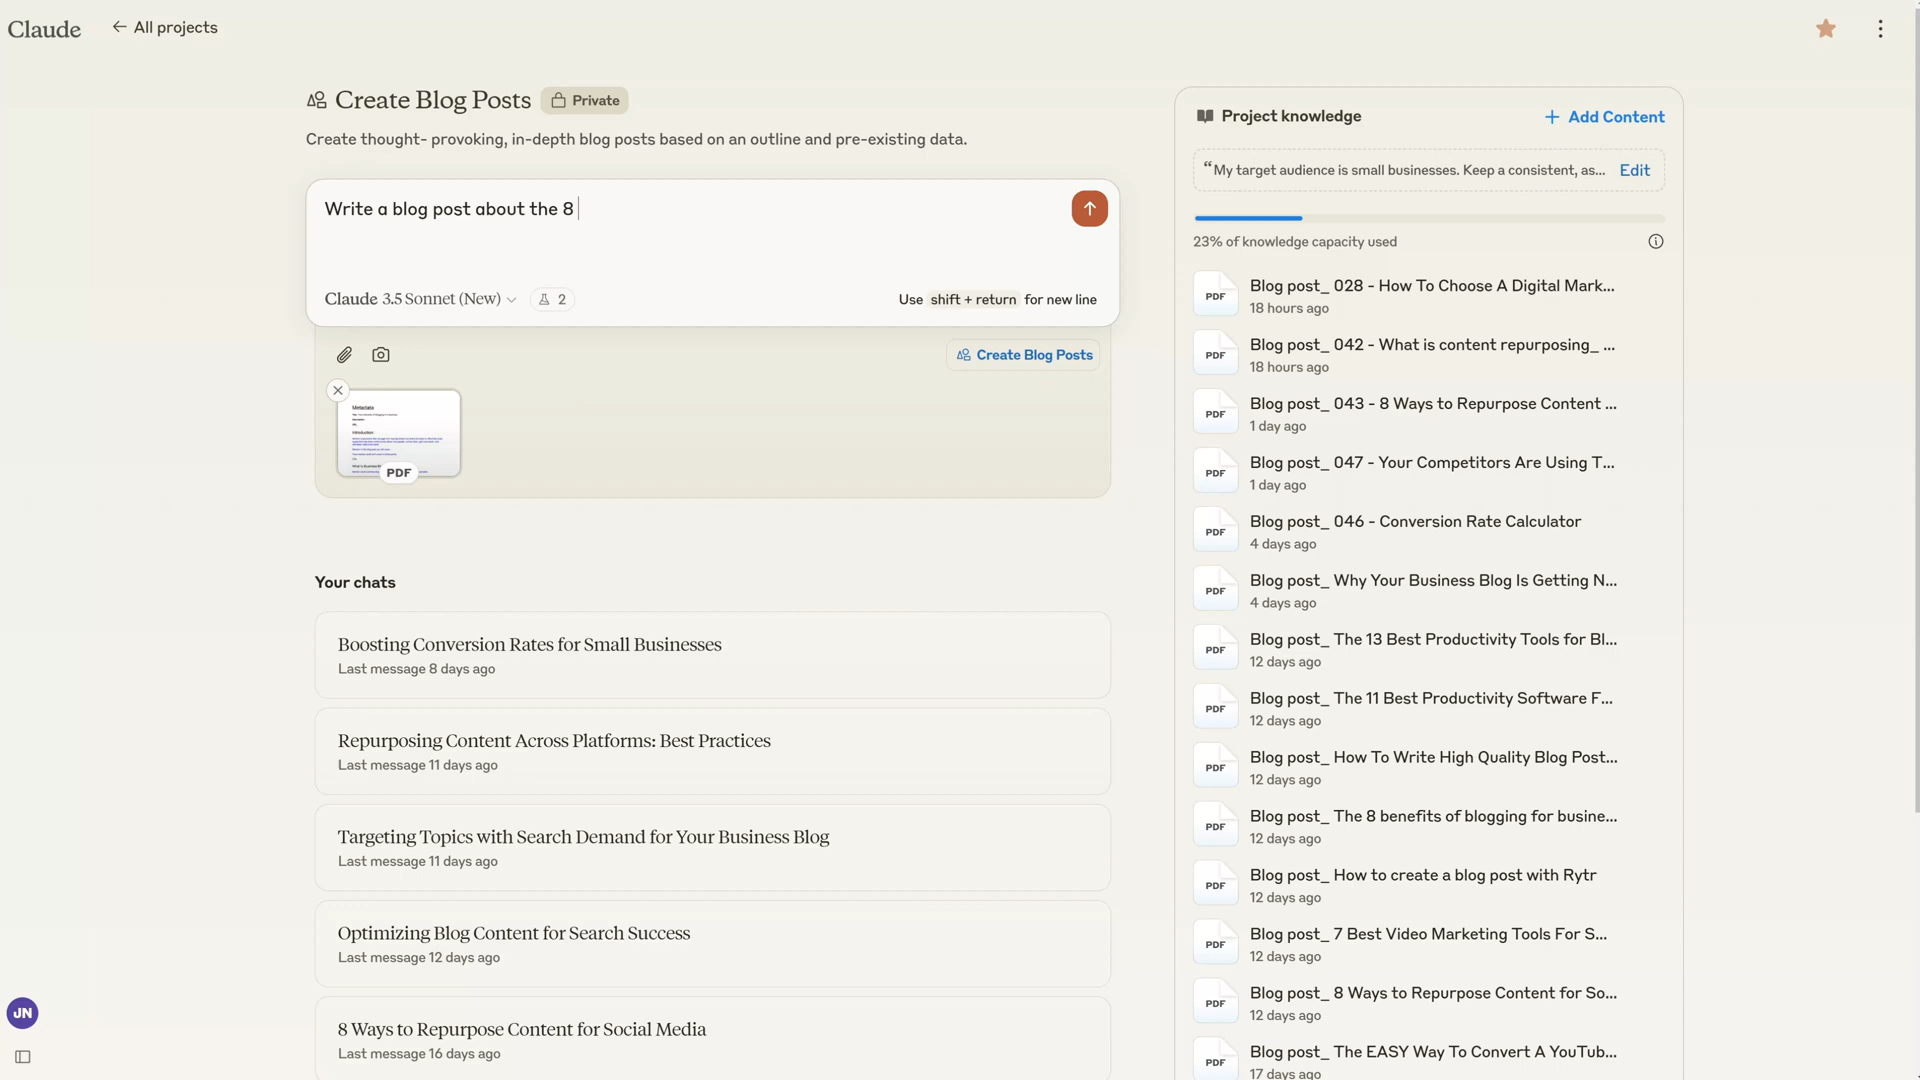 Claude
All projects
Create Blog Posts
Private
Create thought- provoking, in-depth blog posts based on an outline and pre-existing data.
Write a blog post about the 8
Claude 3.5 Sonnet (New)
2
Use shift + return for new line
Create Blog Posts
Metadata
Introduction
PDF
Your chats
Boosting Conversion Rates for Small Businesses
Last message 8 days ago
Repurposing Content Across Platforms: Best Practices
Last message 11 days ago
Targeting Topics with Search Demand for Your Business Blog
Last message 11 days ago
Optimizing Blog Content for Search Success
Last message 12 days ago
8 Ways to Repurpose Content for Social Media
Last message 16 days ago
JN
Project knowledge
Add Content
“My target audience is small businesses. Keep a consistent, as...
Edit
23% of knowledge capacity used
PDF
Blog post_ 028 - How To Choose A Digital Mark...
18 hours ago
PDF
Blog post_ 042 - What is content repurposing_ ...
18 hours ago
PDF
Blog post_ 043 - 8 Ways to Repurpose Content ...
1 day ago
PDF
Blog post_ 047 - Your Competitors Are Using T...
1 day ago
PDF
Blog post_ 046 - Conversion Rate Calculator
4 days ago
PDF
Blog post_ Why Your Business Blog Is Getting N...
4 days ago
PDF
Blog post_ The 13 Best Productivity Tools for Bl...
12 days ago
PDF
Blog post_ The 11 Best Productivity Software F...
12 days ago
PDF
Blog post_ How To Write High Quality Blog Post...
12 days ago
PDF
Blog post_ The 8 benefits of blogging for busine...
12 days ago
PDF
Blog post_ How to create a blog post with Rytr
12 days ago
PDF
Blog post_ 7 Best Video Marketing Tools For S...
12 days ago
PDF
Blog post_ 8 Ways to Repurpose Content for So...
12 days ago
PDF
Blog post_ The EASY Way To Convert A YouTub...
17 days ago